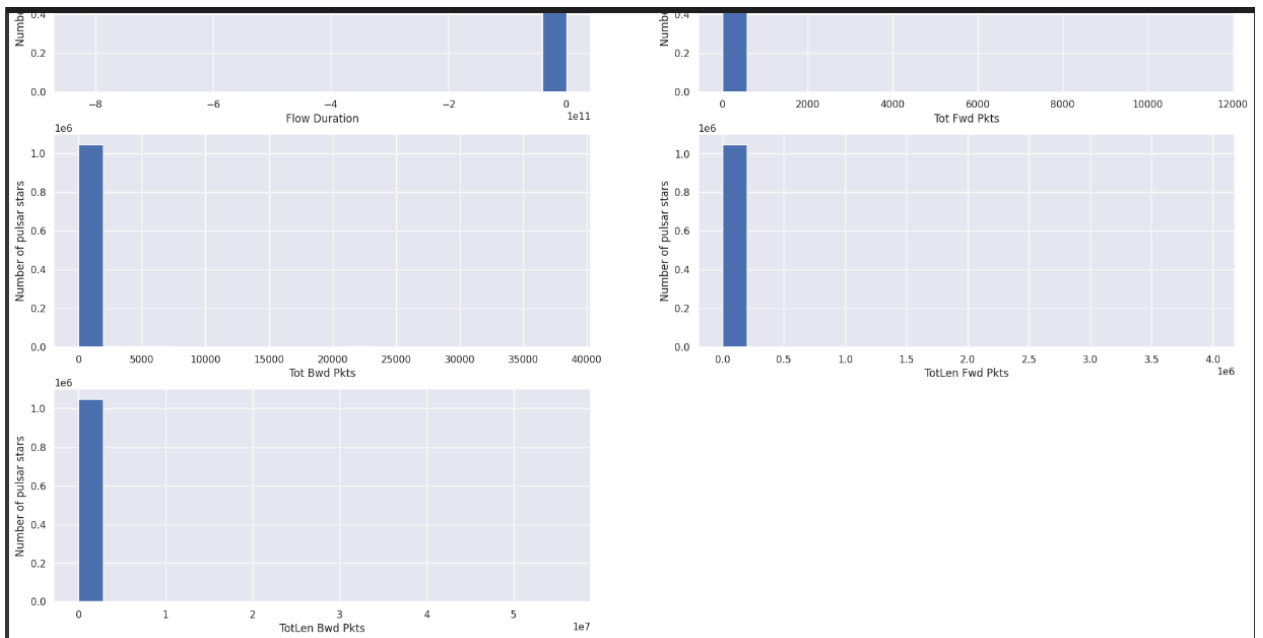 Numbe
0.4
0.2
0.0
−8 −6 −4 −2 0
1e11
Flow Duration
Numbe
0.4
0.2
0.0
0 2000 4000 6000 8000 10000 12000
Tot Fwd Pkts
1e6
Number of pulsar stars
1.0
0.8
0.6
0.4
0.2
0.0
0 5000 10000 15000 20000 25000 30000 35000 40000
Tot Bwd Pkts
1e6
Number of pulsar stars
1.0
0.8
0.6
0.4
0.2
0.0
0.0 0.5 1.0 1.5 2.0 2.5 3.0 3.5 4.0
1e6
TotLen Fwd Pkts
1e6
Number of pulsar stars
1.0
0.8
0.6
0.4
0.2
0.0
0 1 2 3 4 5
1e7
TotLen Bwd Pkts